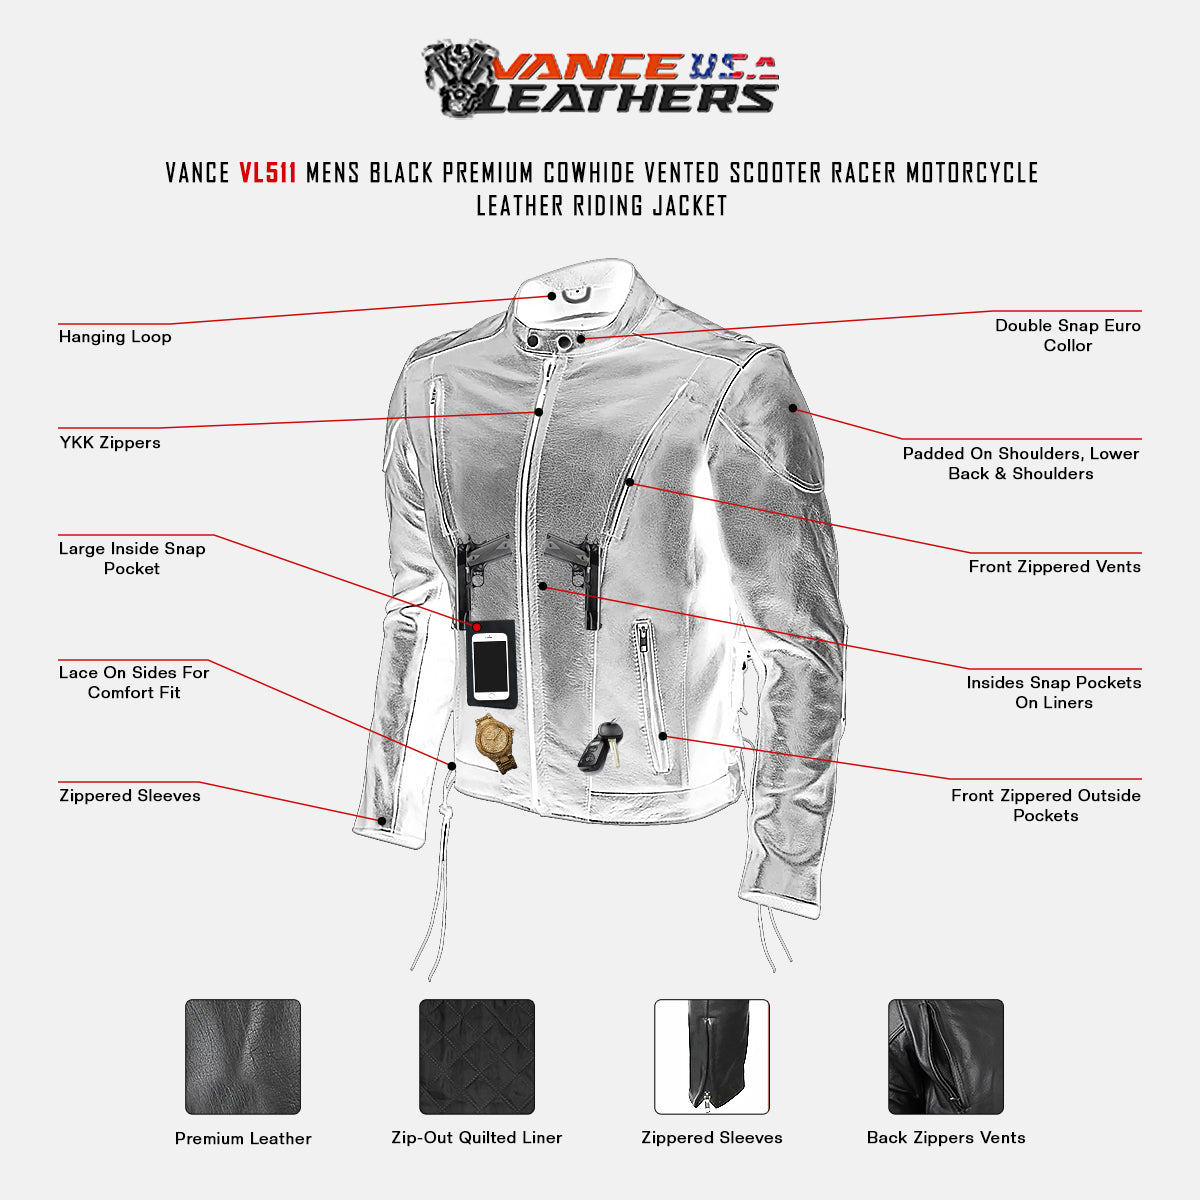 VANCE USA
LEATHERS
VANCE VL511 MENS BLACK PREMIUM COWHIDE VENTED SCOOTER RACER MOTORCYCLE
LEATHER RIDING JACKET
Hanging Loop
YKK Zippers
Large Inside Snap
Pocket
Lace On Sides For
Comfort Fit
Zippered Sleeves
Double Snap Euro
Collor
Padded On Shoulders, Lower
Back & Shoulders
Front Zippered Vents
Insides Snap Pockets
On Liners
Front Zippered Outside
Pockets
Premium Leather
Zip-Out Quilted Liner
Zippered Sleeves
Back Zippers Vents